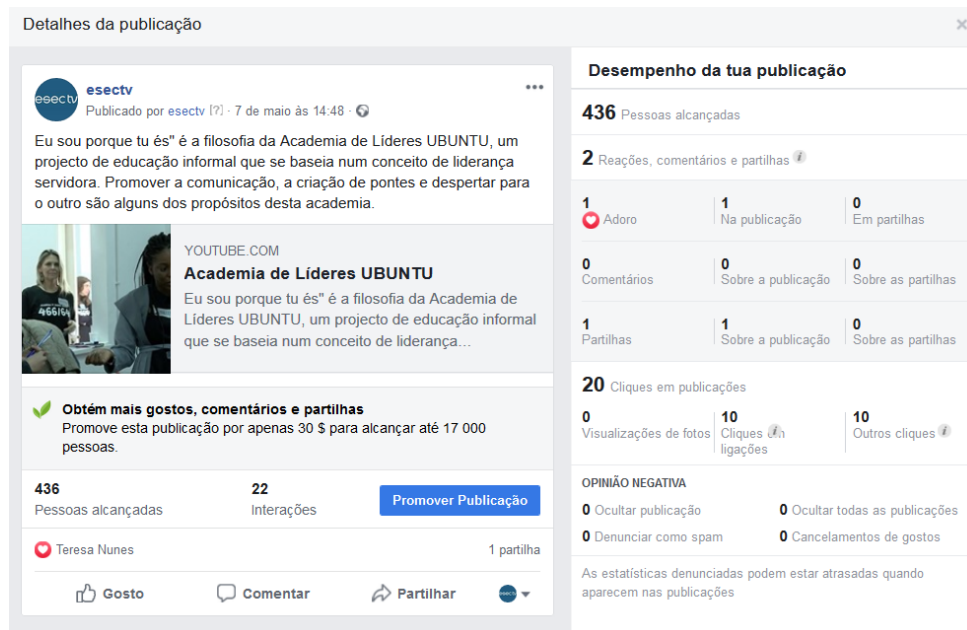 Detalhes da publicação
×
esectv
esectv
Publicado por esectv [?] · 7 de maio às 14:48 ·
Eu sou porque tu és" é a filosofia da Academia de Líderes UBUNTU, um
projecto de educação informal que se baseia num conceito de liderança
servidora. Promover a comunicação, a criação de pontes e despertar para
o outro são alguns dos propósitos desta academia.
466/64
YOUTUBE.COM
Academia de Líderes UBUNTU
Eu sou porque tu és" é a filosofia da Academia de
Líderes UBUNTU, um projecto de educação informal
que se baseia num conceito de liderança...
Obtém mais gostos, comentários e partilhas
Promove esta publicação por apenas 30 $ para alcançar até 17 000
pessoas.
436
Pessoas alcançadas
22
Interações
Promover Publicação
Teresa Nunes
1 partilha
Gosto
Comentar
Partilhar
Desempenho da tua publicação
436 Pessoas alcançadas
2 Reações, comentários e partilhas
1
Adoro
1
Na publicação
0
Em partilhas
0
Comentários
0
Sobre a publicação
0
Sobre as partilhas
1
Partilhas
1
Sobre a publicação
0
Sobre as partilhas
20 Cliques em publicações
0
Visualizações de fotos
10
Cliques em
ligações
10
Outros cliques
OPINIÃO NEGATIVA
0 Ocultar publicação
0 Ocultar todas as publicações
0 Denunciar como spam
0 Cancelamentos de gostos
As estatísticas denunciadas podem estar atrasadas quando
aparecem nas publicações